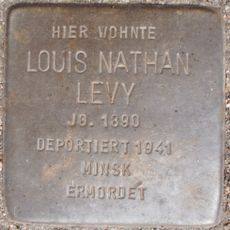 HIER WOHNTE
LOUIS NATHAN
LEVY
JG. 1890
DEPORTIERT 1941
MINSK
ERMORDET